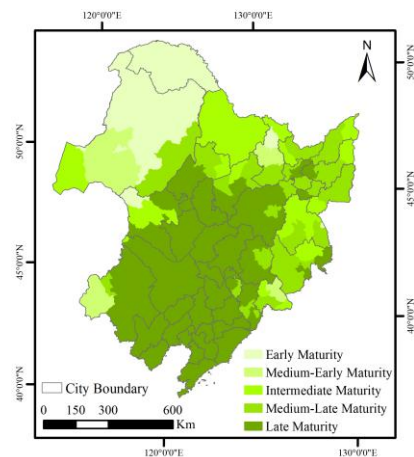 120°0'0"E 130°0'0"E
N
50°0'0"N
50°0'0"N
45°0'0"N
45°0'0"N
40°0'0"N
40°0'0"N
Early Maturity
Medium-Early Maturity
Intermediate Maturity
Medium-Late Maturity
Late Maturity
City Boundary
0 150 300 600
Km
120°0'0"E 130°0'0"E